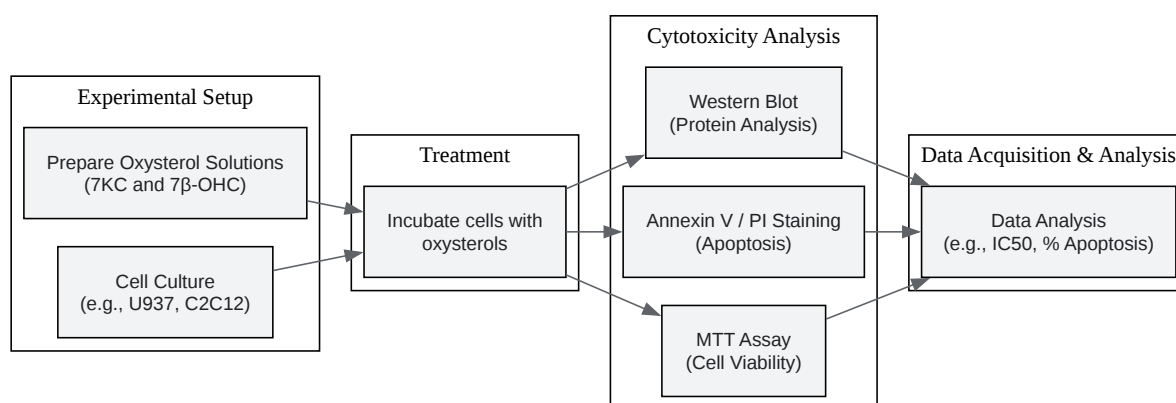 Experimental Setup
Prepare Oxysterol Solutions
(7KC and 7β-OHC)
Cell Culture
(e.g., U937, C2C12)
Treatment
Incubate cells with
oxysterols
Cytotoxicity Analysis
Western Blot
(Protein Analysis)
Annexin V / PI Staining
(Apoptosis)
MTT Assay
(Cell Viability)
Data Acquisition & Analysis
Data Analysis
(e.g., IC50, % Apoptosis)